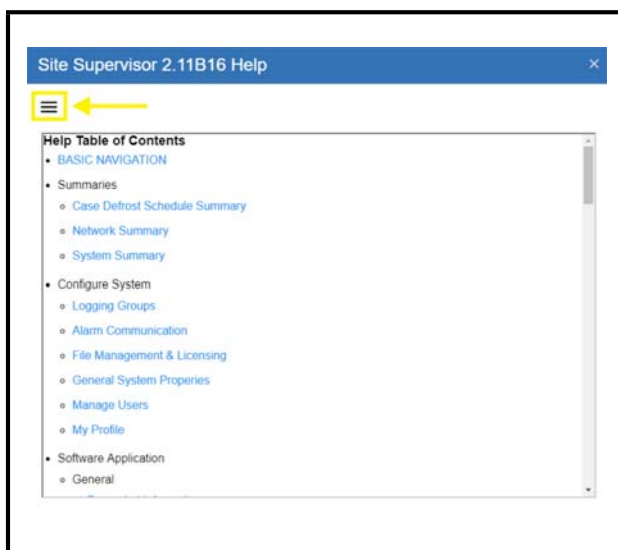 Site Supervisor 2.11B16 Help
Help Table of Contents
BASIC NAVIGATION
Summaries
Case Defrost Schedule Summary
Network Summary
System Summary
Configure System
Logging Groups
Alarm Communication
File Management & Licensing
General System Properies
Manage Users
My Profile
Software Application
General